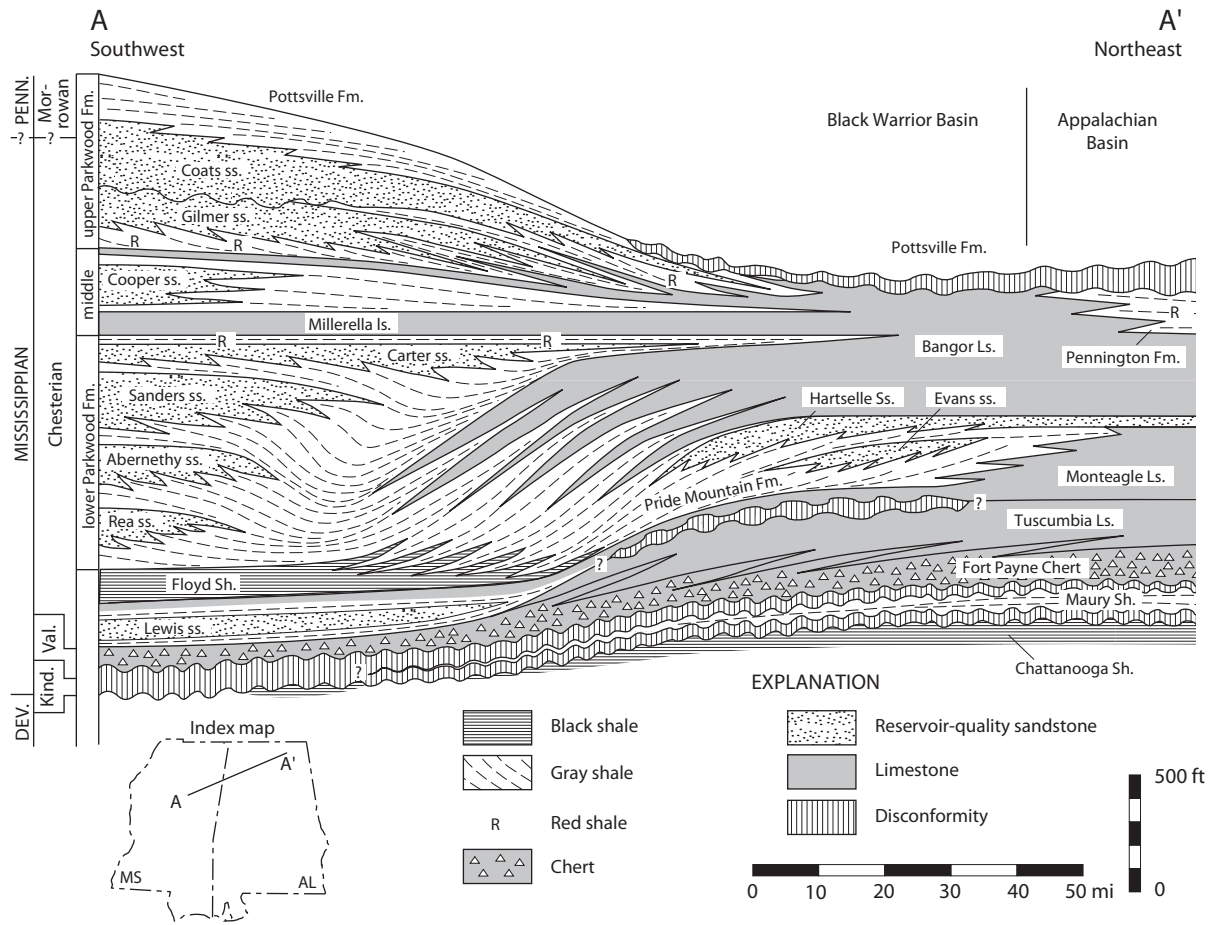 A
Southwest
A'
Northeast
PENN.
Mor-
rowan
-?-
?
MISSISSIPPIAN
Chesterian
Val.
Kind.
DEV.
upper Parkwood Fm.
middle
lower Parkwood Fm.
Pottsville Fm.
Black Warrior Basin
Appalachian
Basin
Coats ss.
Gilmer ss.
R
R
R
Pottsville Fm.
Cooper ss.
R
Millerella ls.
R
R
Bangor Ls.
Pennington Fm.
Carter ss.
Sanders ss.
Hartselle Ss.
Evans ss.
Abernethy ss.
Monteagle Ls.
Pride Mountain Fm.
?
Rea ss.
Tuscumbia Ls.
?
Floyd Sh.
Fort Payne Chert
Maury Sh.
Lewis ss.
?
Chattanooga Sh.
EXPLANATION
Black shale
Gray shale
R Red shale
Chert
Reservoir-quality sandstone
Limestone
Disconformity
Index map
A
A'
MS
AL
0 10 20 30 40 50 mi
500 ft
0